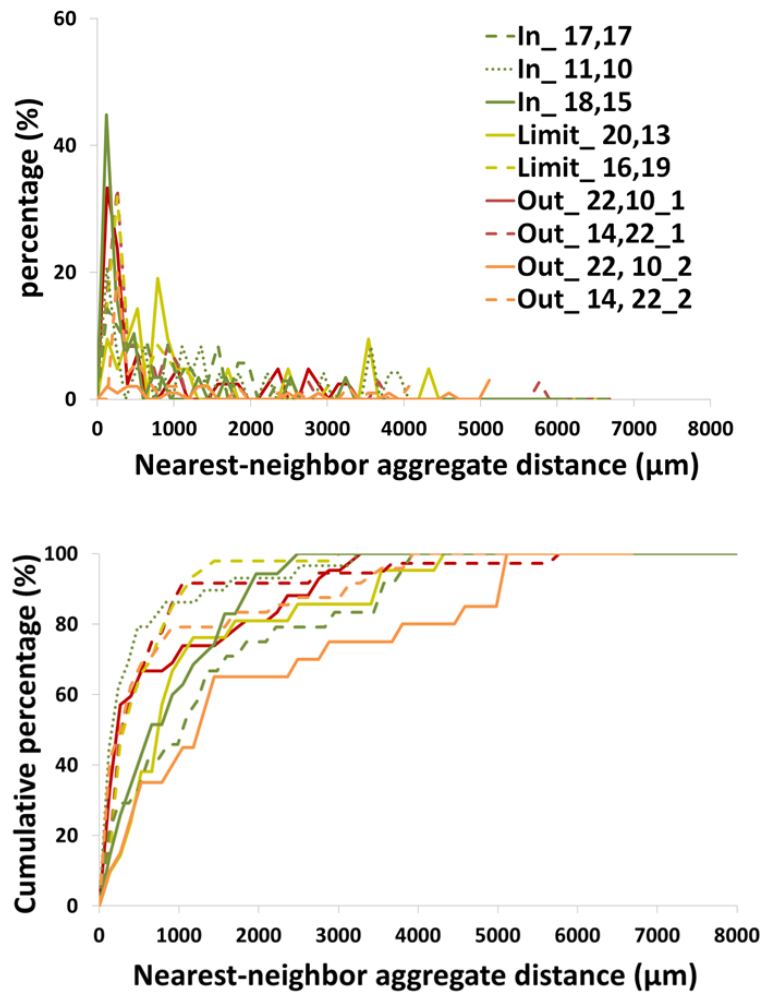 60
40
20
0
percentage (%)
In_ 17,17
In_ 11,10
In_ 18,15
Limit_ 20,13
Limit_ 16,19
Out_ 22,10_1
Out_ 14,22_1
Out_ 22, 10_2
Out_ 14, 22_2
0 1000 2000 3000 4000 5000 6000 7000 8000
Nearest-neighbor aggregate distance (µm)
100
80
60
40
20
0
Cumulative percentage (%)
0 1000 2000 3000 4000 5000 6000 7000 8000
Nearest-neighbor aggregate distance (µm)